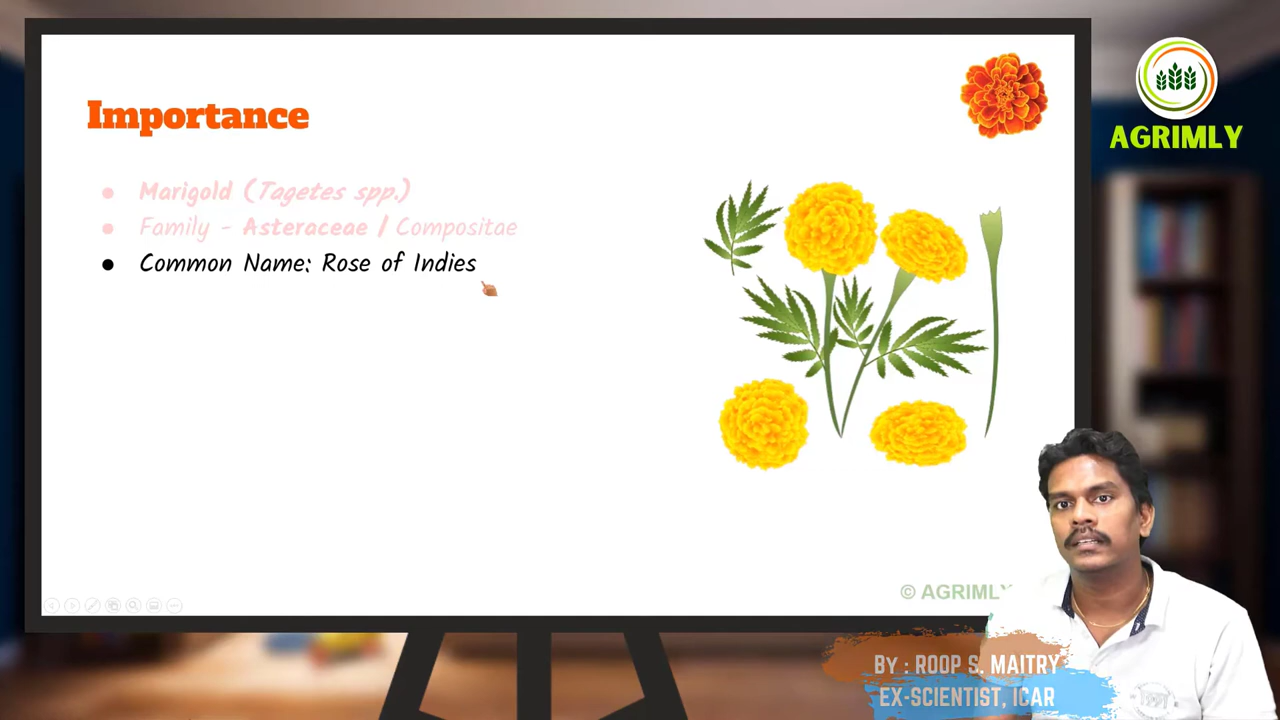 Importance
Marigold (Tagetes spp.)
Family - Asteraceae / Compositae
Common Name: Rose of Indies
AGRIMLY
© AGRIMLY
BY : ROOP S. MAITRY
EX-SCIENTIST, ICAR